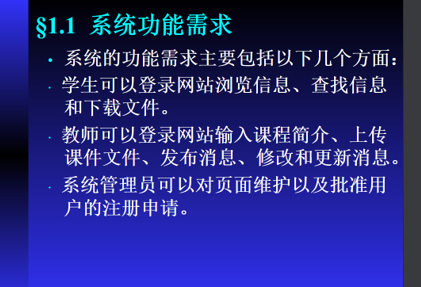 §1.1 系统功能需求
• 系统的功能需求主要包括以下几个方面：
· 学生可以登录网站浏览信息、查找信息
和下载文件。
· 教师可以登录网站输入课程简介、上传
课件文件、发布消息、修改和更新消息。
· 系统管理员可以对页面维护以及批准用
户的注册申请。